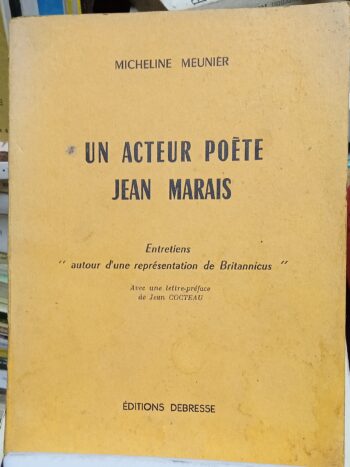 MICHELINE MEUNIER
UN ACTEUR POÈTE
JEAN MARAIS
Entretiens
" autour d'une représentation de Britannicus "
Avec une lettre-préface
de Jean COCTEAU
ÉDITIONS DEBRESSE